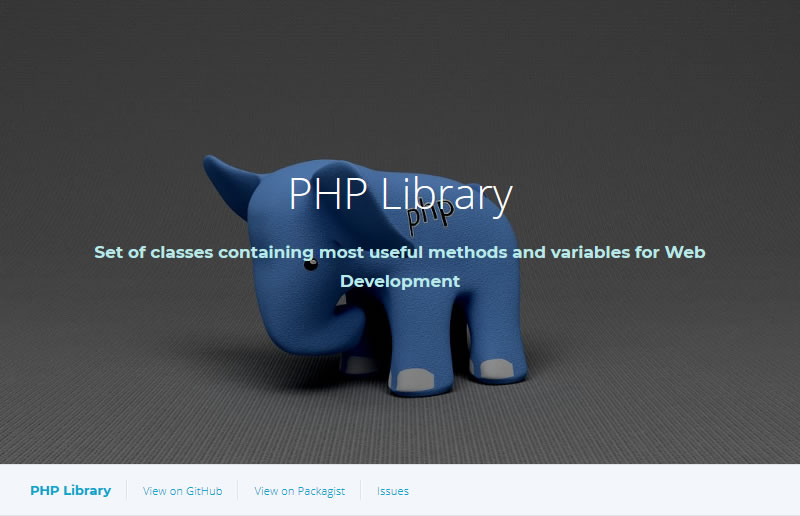 PHP Library
php
Set of classes containing most useful methods and variables for Web
Development
PHP Library
View on GitHub
View on Packagist
Issues